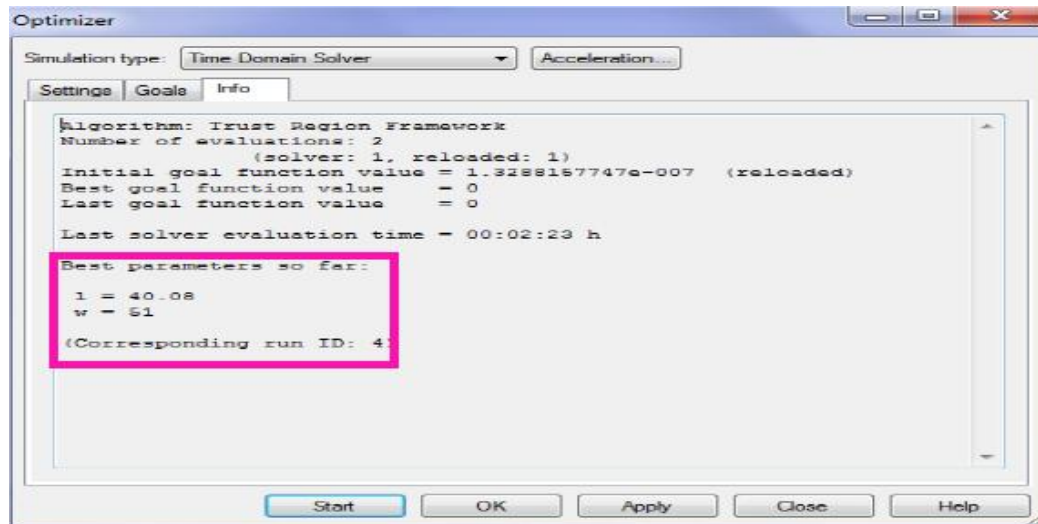 Optimizer
Simulation type: Time Domain Solver Acceleration...
Settings Goals Info
Algorithm: Trust Region Framework
Number of evaluations: 2
(solver: 1, reloaded: 1)
Initial goal function value = 1.3288157747e-007 (reloaded)
Best goal function value = 0
Last goal function value = 0
Last solver evaluation time = 00:02:23 h
Best parameters so far:
l = 40.08
w = 51
(Corresponding run ID: 4)
Start OK Apply Close Help